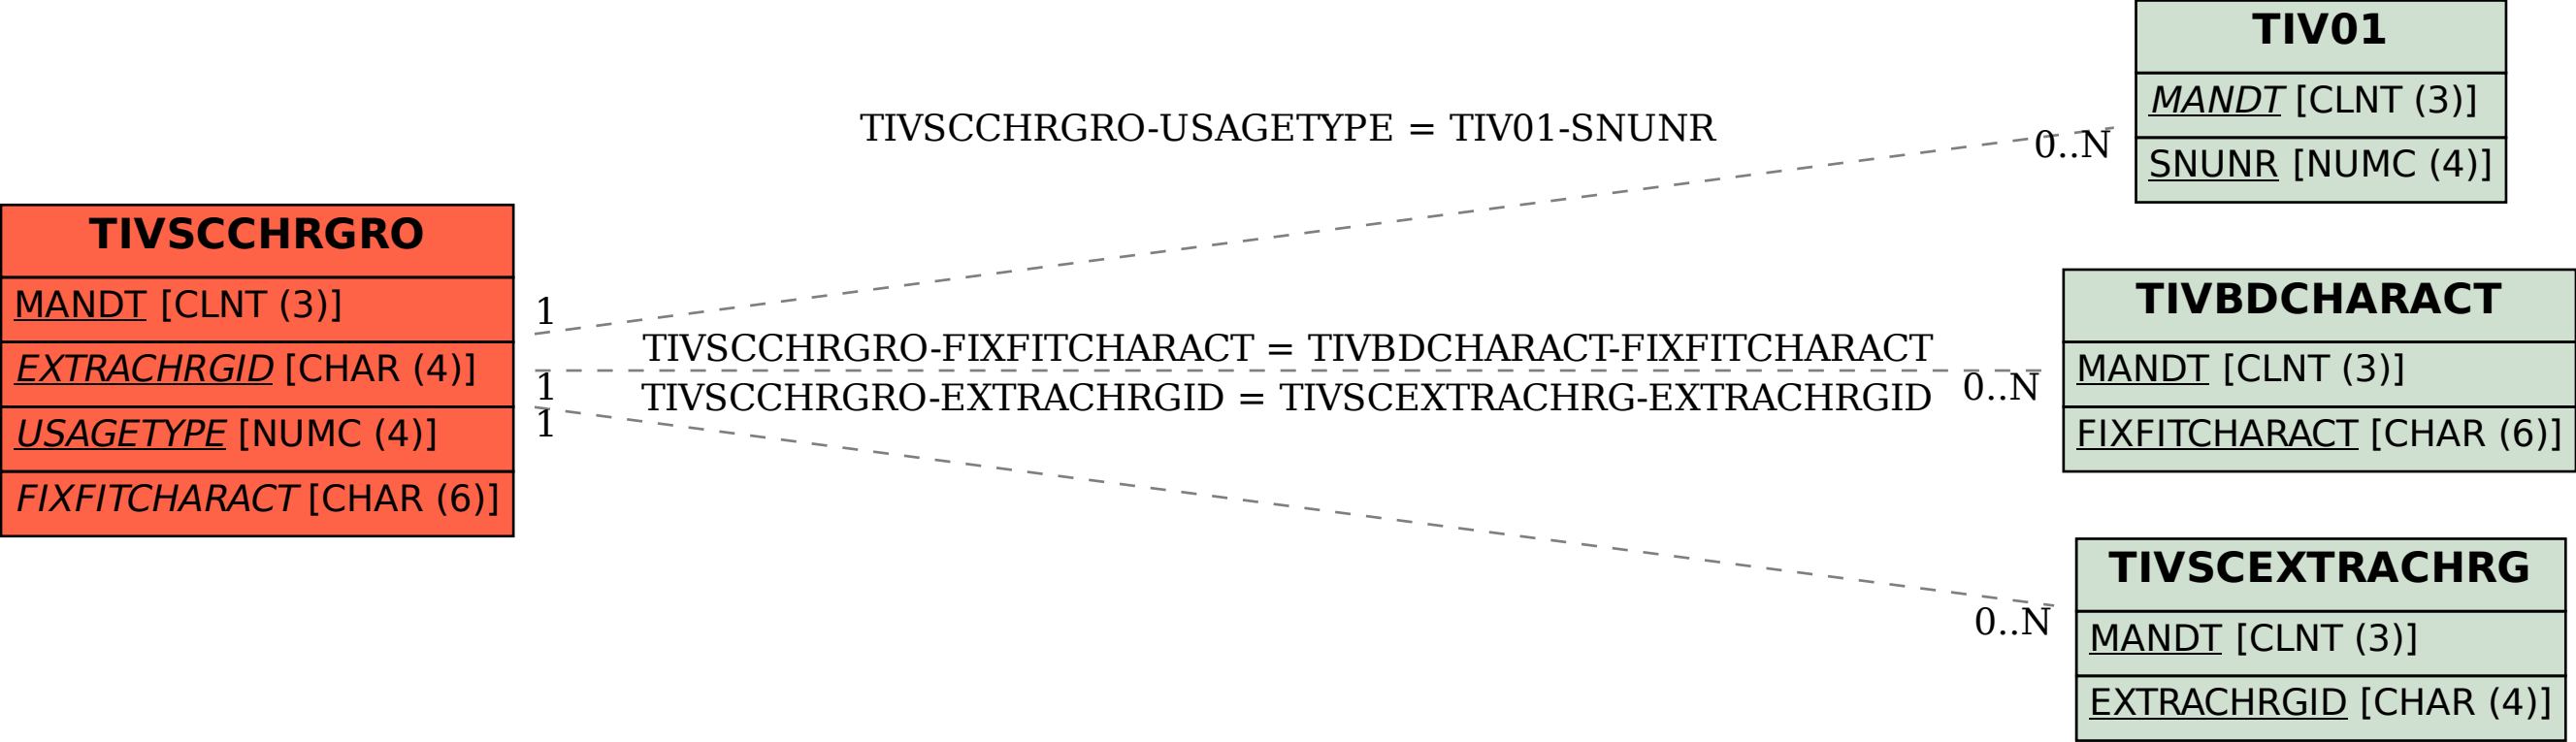 TIV01
MANDT [CLNT (3)]
SNUNR [NUMC (4)]
TIVSCCHRGRO-USAGETYPE = TIV01-SNUNR
0..N
TIVSCCHRGRO
MANDT [CLNT (3)]
EXTRACHRGID [CHAR (4)]
USAGETYPE [NUMC (4)]
FIXFITCHARACT [CHAR (6)]
1
TIVSCCHRGRO-FIXFITCHARACT = TIVBDCHARACT-FIXFITCHARACT
1
0..N
TIVSCCHRGRO-EXTRACHRGID = TIVSCEXTRACHRG-EXTRACHRGID
1
0..N
TIVBDCHARACT
MANDT [CLNT (3)]
FIXFITCHARACT [CHAR (6)]
TIVSCEXTRACHRG
MANDT [CLNT (3)]
EXTRACHRGID [CHAR (4)]